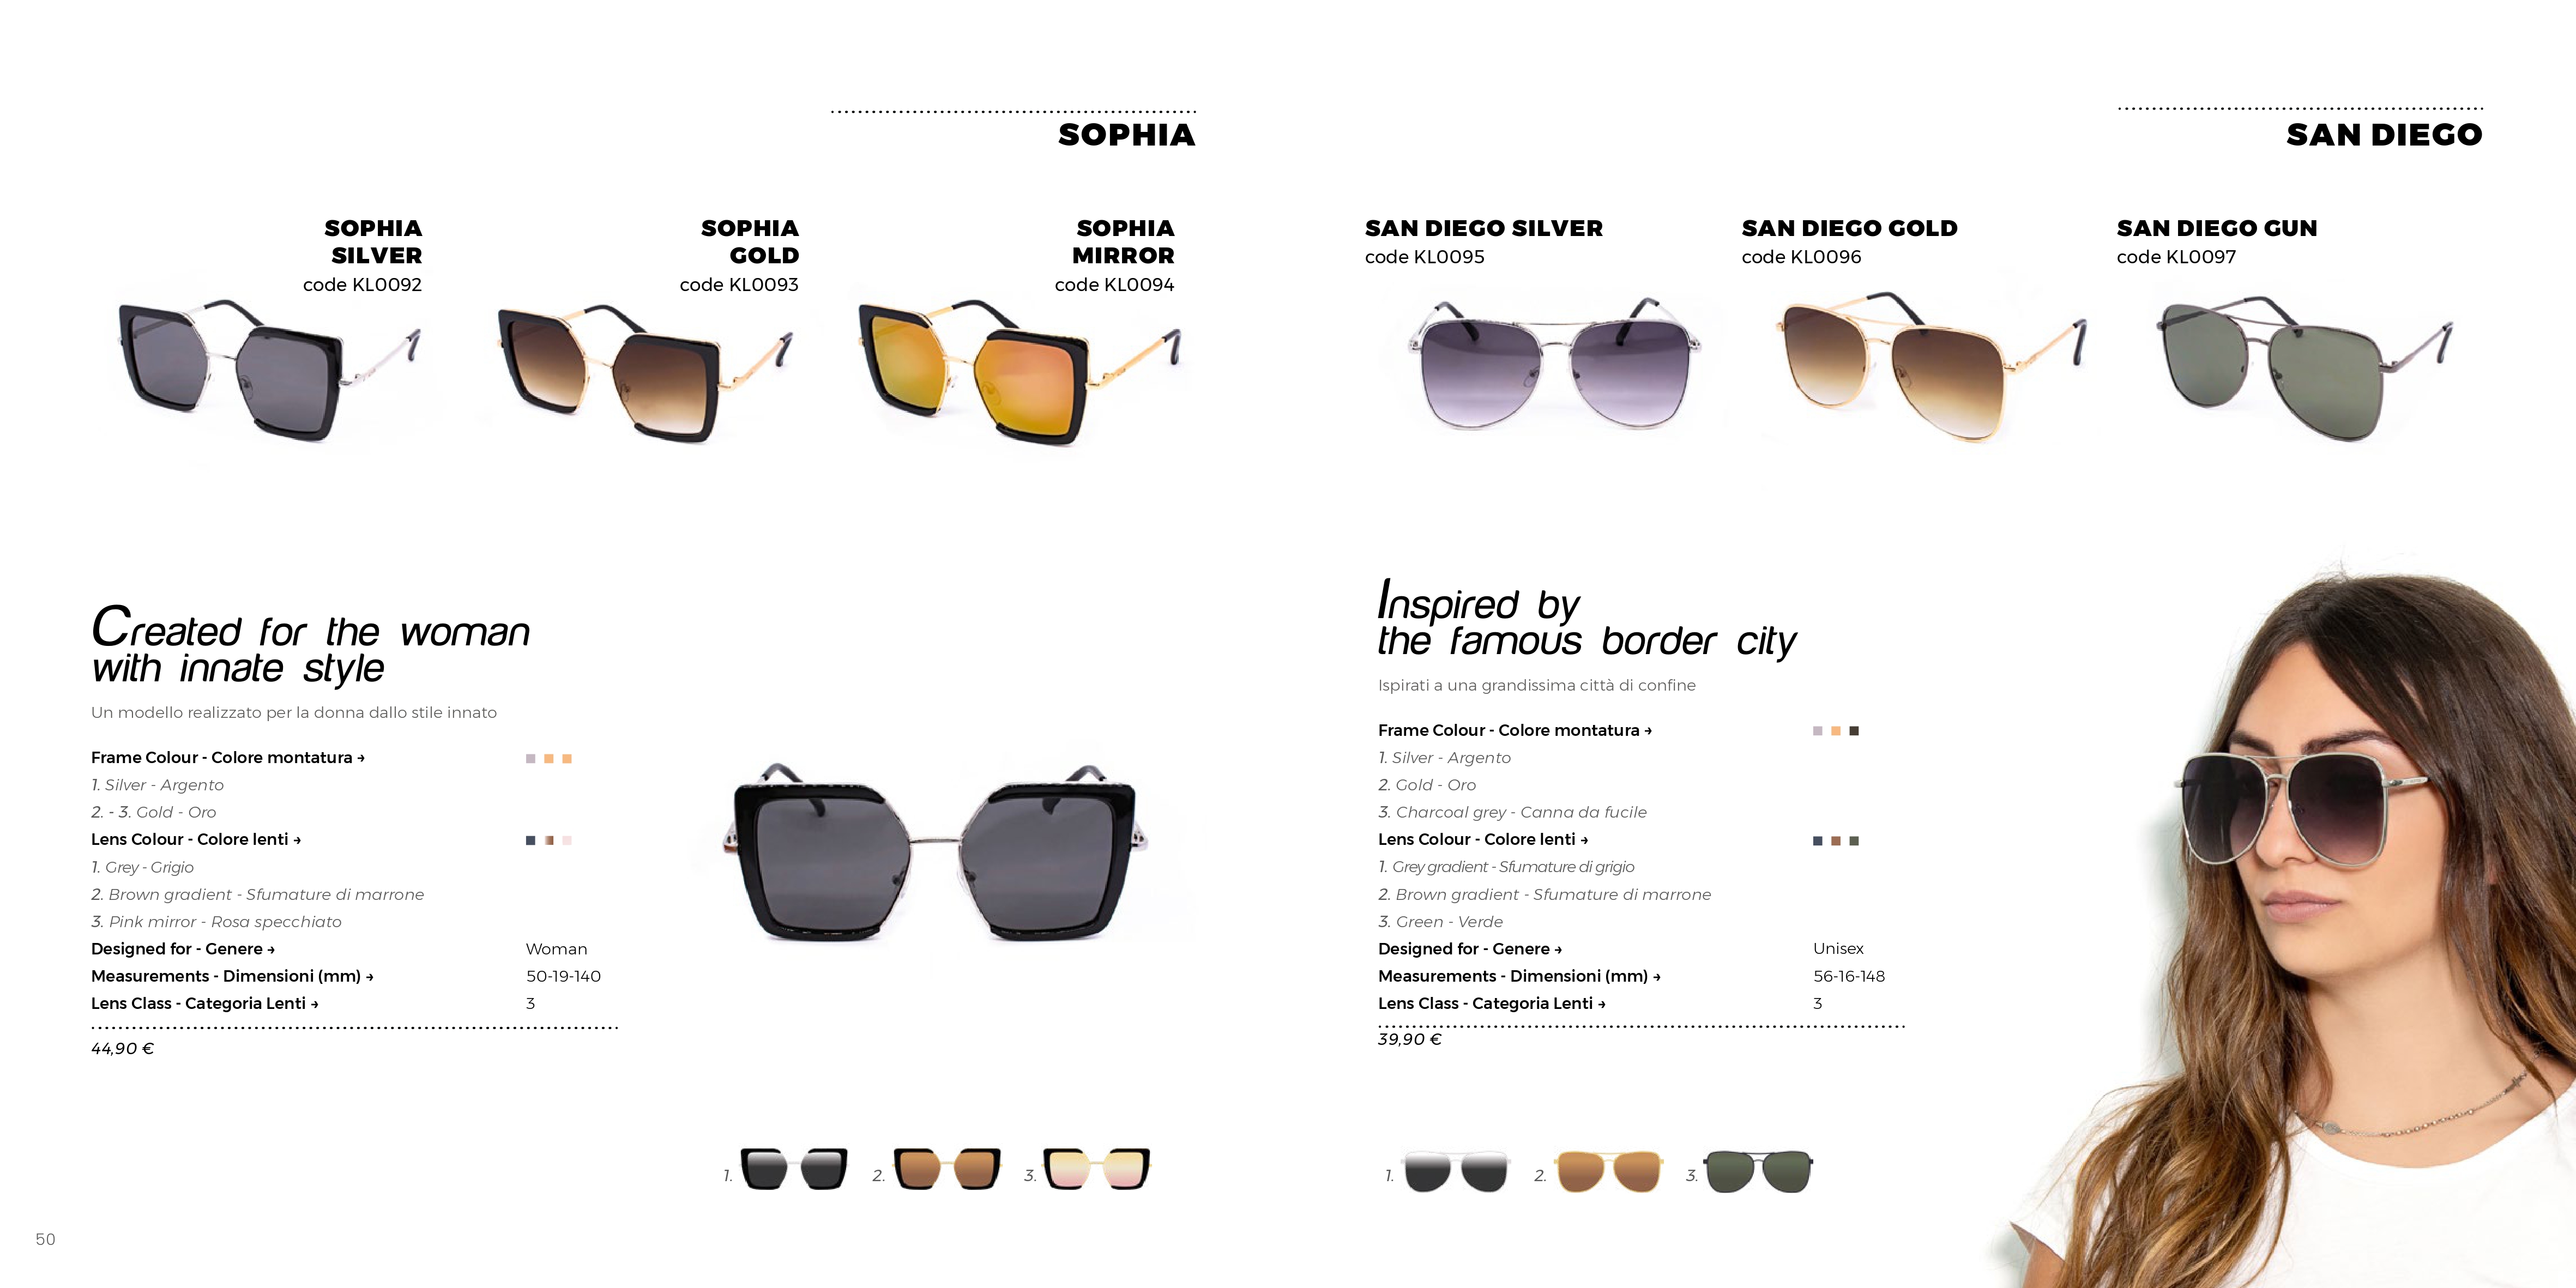 SOPHIA
SOPHIA
SILVER
code KL0092
SOPHIA
GOLD
code KL0093
SOPHIA
MIRROR
code KL0094
Created for the woman
with innate style
Un modello realizzato per la donna dallo stile innato
Frame Colour - Colore montatura →
1. Silver - Argento
2. - 3. Gold - Oro
Lens Colour - Colore lenti →
1. Grey - Grigio
2. Brown gradient - Sfumature di marrone
3. Pink mirror - Rosa specchiato
Designed for - Genere → Woman
Measurements - Dimensioni (mm) → 50-19-140
Lens Class - Categoria Lenti → 3
44,90 €
1. 2. 3.
50
SAN DIEGO
SAN DIEGO SILVER
code KL0095
SAN DIEGO GOLD
code KL0096
SAN DIEGO GUN
code KL0097
Inspired by
the famous border city
Ispirati a una grandissima città di confine
Frame Colour - Colore montatura →
1. Silver - Argento
2. Gold - Oro
3. Charcoal grey - Canna da fucile
Lens Colour - Colore lenti →
1. Grey gradient - Sfumature di grigio
2. Brown gradient - Sfumature di marrone
3. Green - Verde
Designed for - Genere → Unisex
Measurements - Dimensioni (mm) → 56-16-148
Lens Class - Categoria Lenti → 3
39,90 €
1. 2. 3.